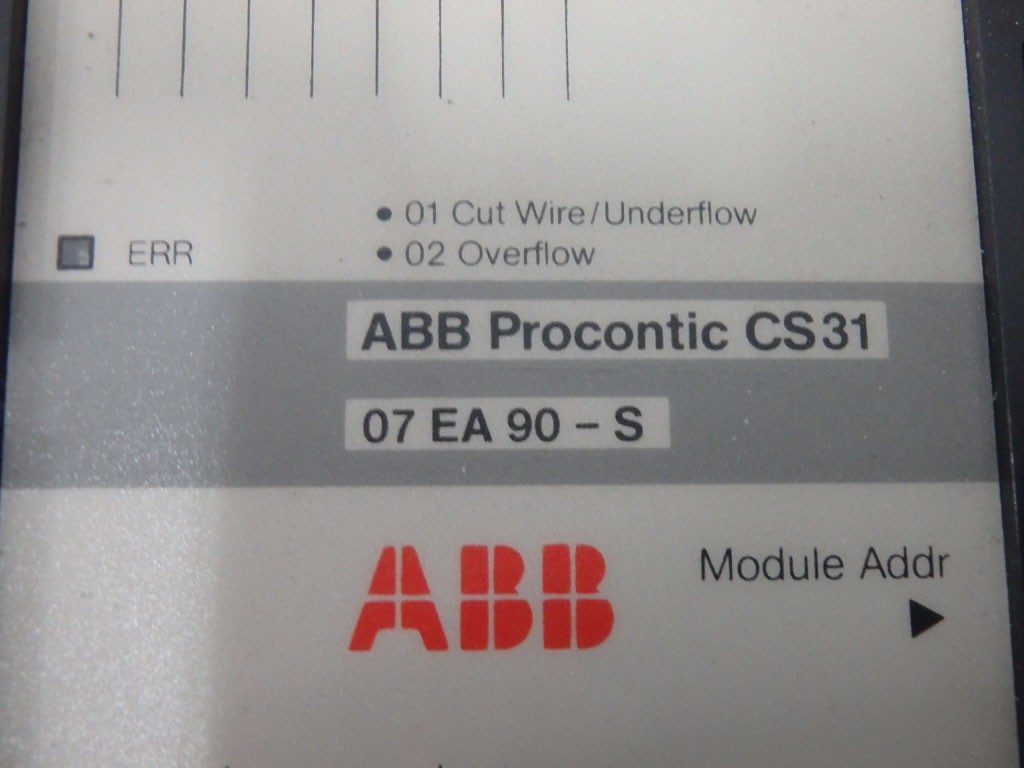 • 01 Cut Wire/Underflow
ERR • 02 Overflow
ABB Procontic CS31
07 EA 90 – S
ABB
Module Addr